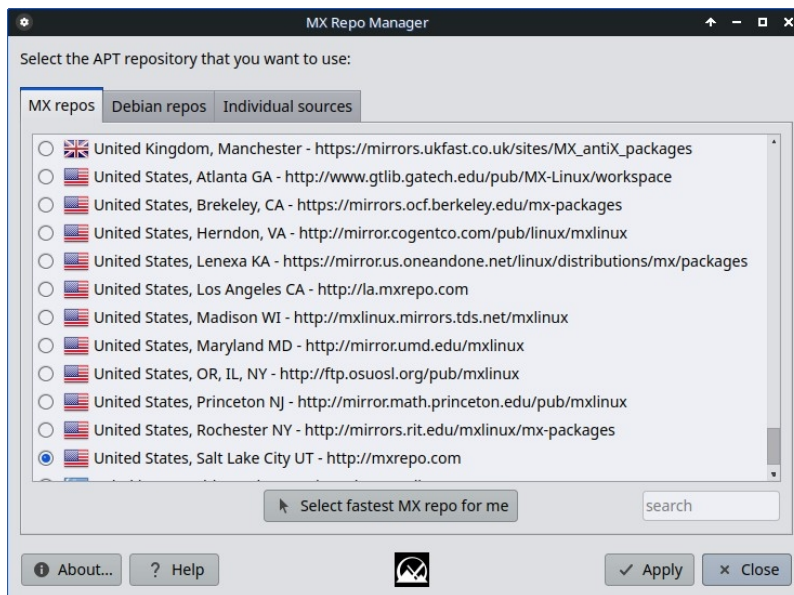 MX Repo Manager
Select the APT repository that you want to use:
MX repos Debian repos Individual sources
United Kingdom, Manchester - https://mirrors.ukfast.co.uk/sites/MX_antiX_packages
United States, Atlanta GA - http://www.gtlib.gatech.edu/pub/MX-Linux/workspace
United States, Brekeley, CA - https://mirrors.ocf.berkeley.edu/mx-packages
United States, Herndon, VA - http://mirror.cogentco.com/pub/linux/mxlinux
United States, Lenexa KA - https://mirror.us.oneandone.net/linux/distributions/mx/packages
United States, Los Angeles CA - http://la.mxrepo.com
United States, Madison WI - http://mxlinux.mirrors.tds.net/mxlinux
United States, Maryland MD - http://mirror.umd.edu/mxlinux
United States, OR, IL, NY - http://ftp.osuosl.org/pub/mxlinux
United States, Princeton NJ - http://mirror.math.princeton.edu/pub/mxlinux
United States, Rochester NY - http://mirrors.rit.edu/mxlinux/mx-packages
United States, Salt Lake City UT - http://mxrepo.com
Select fastest MX repo for me search
About... ? Help Apply Close